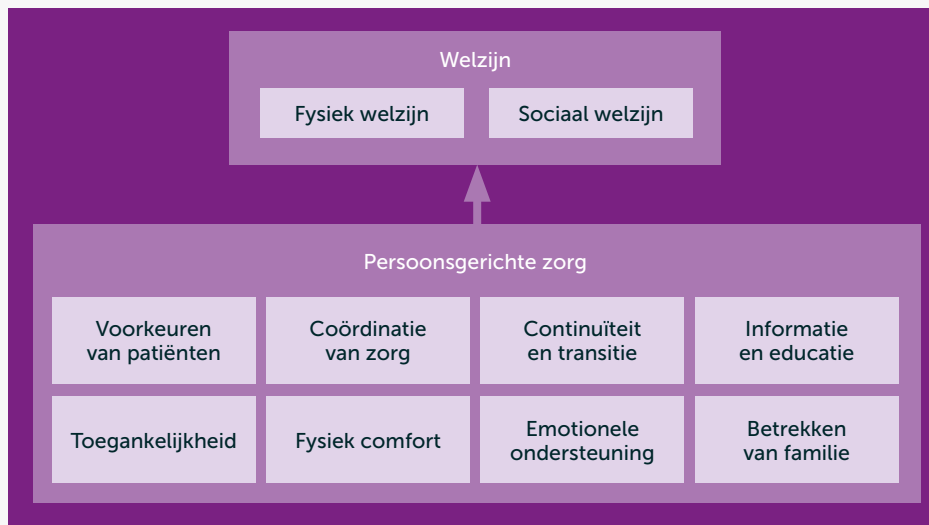 Welzijn
Fysiek welzijn
Sociaal welzijn
Persoonsgerichte zorg
Voorkeuren
van patiënten
Coördinatie
van zorg
Continuïteit
en transitie
Informatie
en educatie
Toegankelijkheid
Fysiek comfort
Emotionele
ondersteuning
Betrekken
van familie